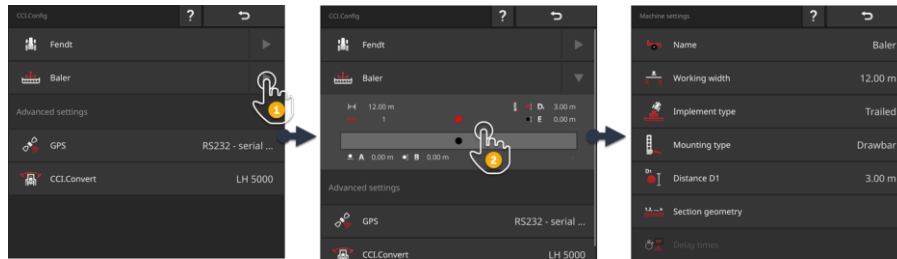 CCI.Config
?
Fendt
Baler
1
Advanced settings
GPS RS232 - serial ...
CCI.Convert LH 5000
CCI.Config
?
Fendt
Baler
12.00 m D₁ 3.00 m
1 E 0.00 m
2
A 0.00 m B 0.00 m
Advanced settings
GPS RS232 - serial ...
CCI.Convert LH 5000
Machine settings
?
Name Baler
Working width 12.00 m
Implement type Trailed
Mounting type Drawbar
D1
Distance D1 3.00 m
Section geometry
Delay times